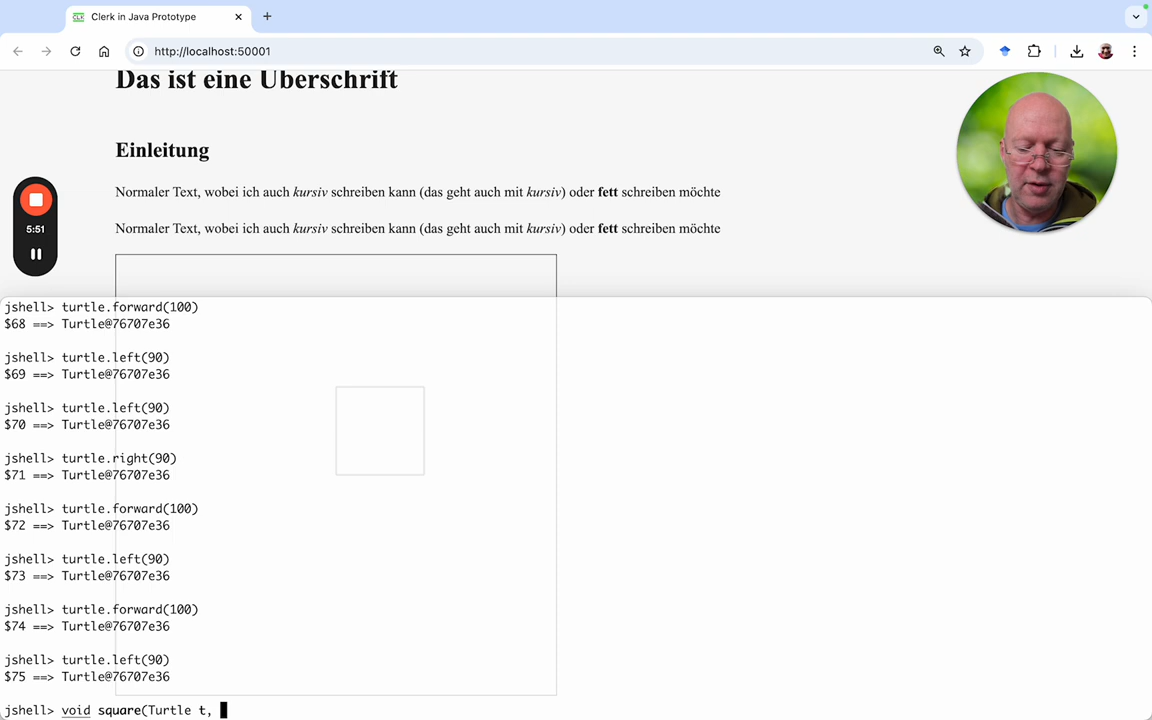 Clerk in Java Prototype
http://localhost:50001
Das ist eine Überschrift
Einleitung
Normaler Text, wobei ich auch kursiv schreiben kann (das geht auch mit kursiv) oder fett schreiben möchte
Normaler Text, wobei ich auch kursiv schreiben kann (das geht auch mit kursiv) oder fett schreiben möchte
5:51
jshell> turtle.forward(100)
$68 ==> Turtle@76707e36
jshell> turtle.left(90)
$69 ==> Turtle@76707e36
jshell> turtle.left(90)
$70 ==> Turtle@76707e36
jshell> turtle.right(90)
$71 ==> Turtle@76707e36
jshell> turtle.forward(100)
$72 ==> Turtle@76707e36
jshell> turtle.left(90)
$73 ==> Turtle@76707e36
jshell> turtle.forward(100)
$74 ==> Turtle@76707e36
jshell> turtle.left(90)
$75 ==> Turtle@76707e36
jshell> void square(Turtle t,